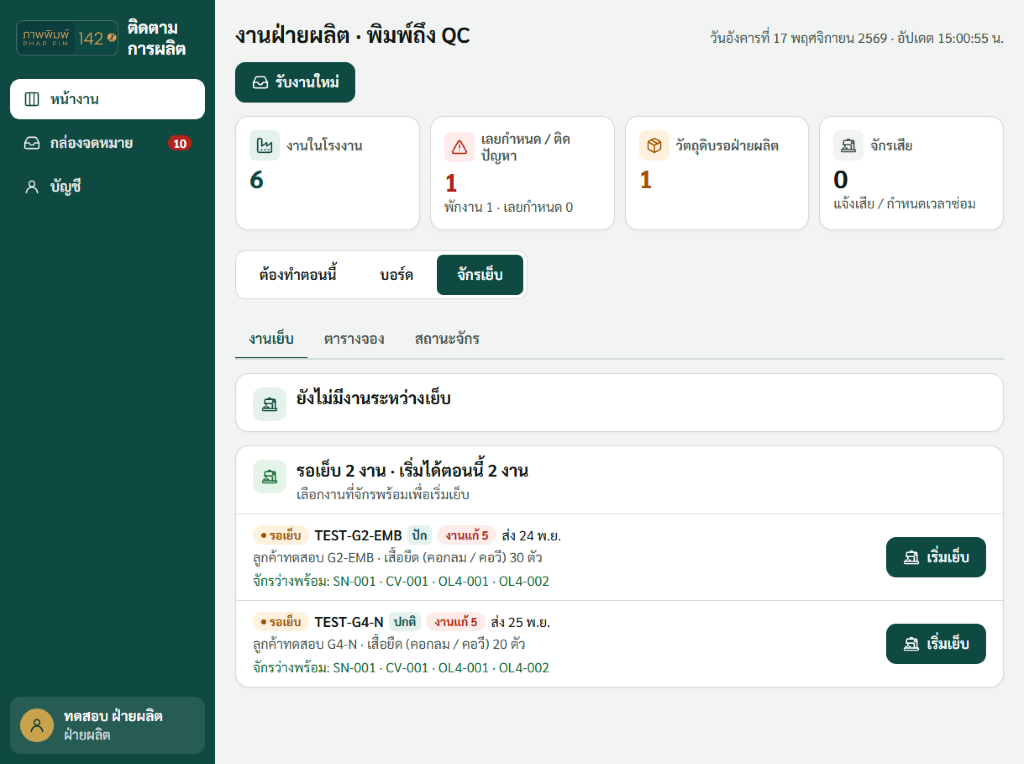 ภาพพิมพ์
PHAP PIM
142
ติดตาม
การผลิต
หน้างาน
กล่องจดหมาย 10
บัญชี
ทดสอบ ฝ่ายผลิต
ฝ่ายผลิต
งานฝ่ายผลิต · พิมพ์ถึง QC
วันอังคารที่ 17 พฤศจิกายน 2569 · อัปเดต 15:00:55 น.
รับงานใหม่
งานในโรงงาน
6
เลยกำหนด / ติด
ปัญหา
1
พักงาน 1 · เลยกำหนด 0
วัตถุดิบรอฝ่ายผลิต
1
จักรเสีย
0
แจ้งเสีย / กำหนดเวลาซ่อม
ต้องทำตอนนี้ บอร์ด จักรเย็บ
งานเย็บ ตารางจอง สถานะจักร
ยังไม่มีงานระหว่างเย็บ
รอเย็บ 2 งาน · เริ่มได้ตอนนี้ 2 งาน
เลือกงานที่จักรพร้อมเพื่อเริ่มเย็บ
• รอเย็บ TEST-G2-EMB ปัก งานแก้ 5 ส่ง 24 พ.ย.
ลูกค้าทดสอบ G2-EMB · เสื้อยืด (คอกลม / คอวี) 30 ตัว
จักรว่างพร้อม: SN-001 · CV-001 · OL4-001 · OL4-002
เริ่มเย็บ
• รอเย็บ TEST-G4-N ปกติ งานแก้ 5 ส่ง 25 พ.ย.
ลูกค้าทดสอบ G4-N · เสื้อยืด (คอกลม / คอวี) 20 ตัว
จักรว่างพร้อม: SN-001 · CV-001 · OL4-001 · OL4-002
เริ่มเย็บ